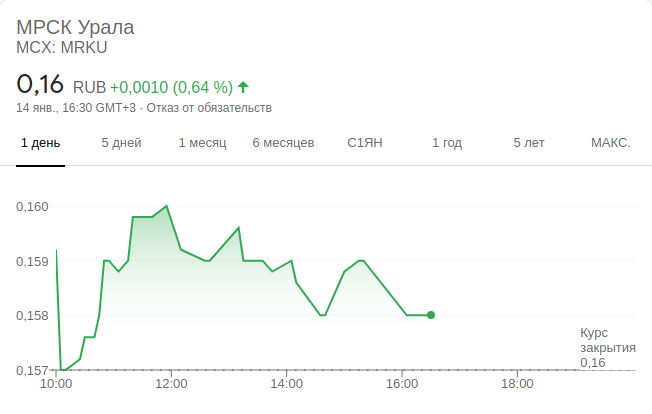 МРСК Урала
MCX: MRKU
0,16 RUB +0,0010 (0,64 %)
14 янв., 16:30 GMT+3 · Отказ от обязательств
1 день 5 дней 1 месяц 6 месяцев С1ЯН 1 год 5 лет МАКС.
0,160
0,159
0,158
Курс
закрытия
0,16
0,157
10:00 12:00 14:00 16:00 18:00